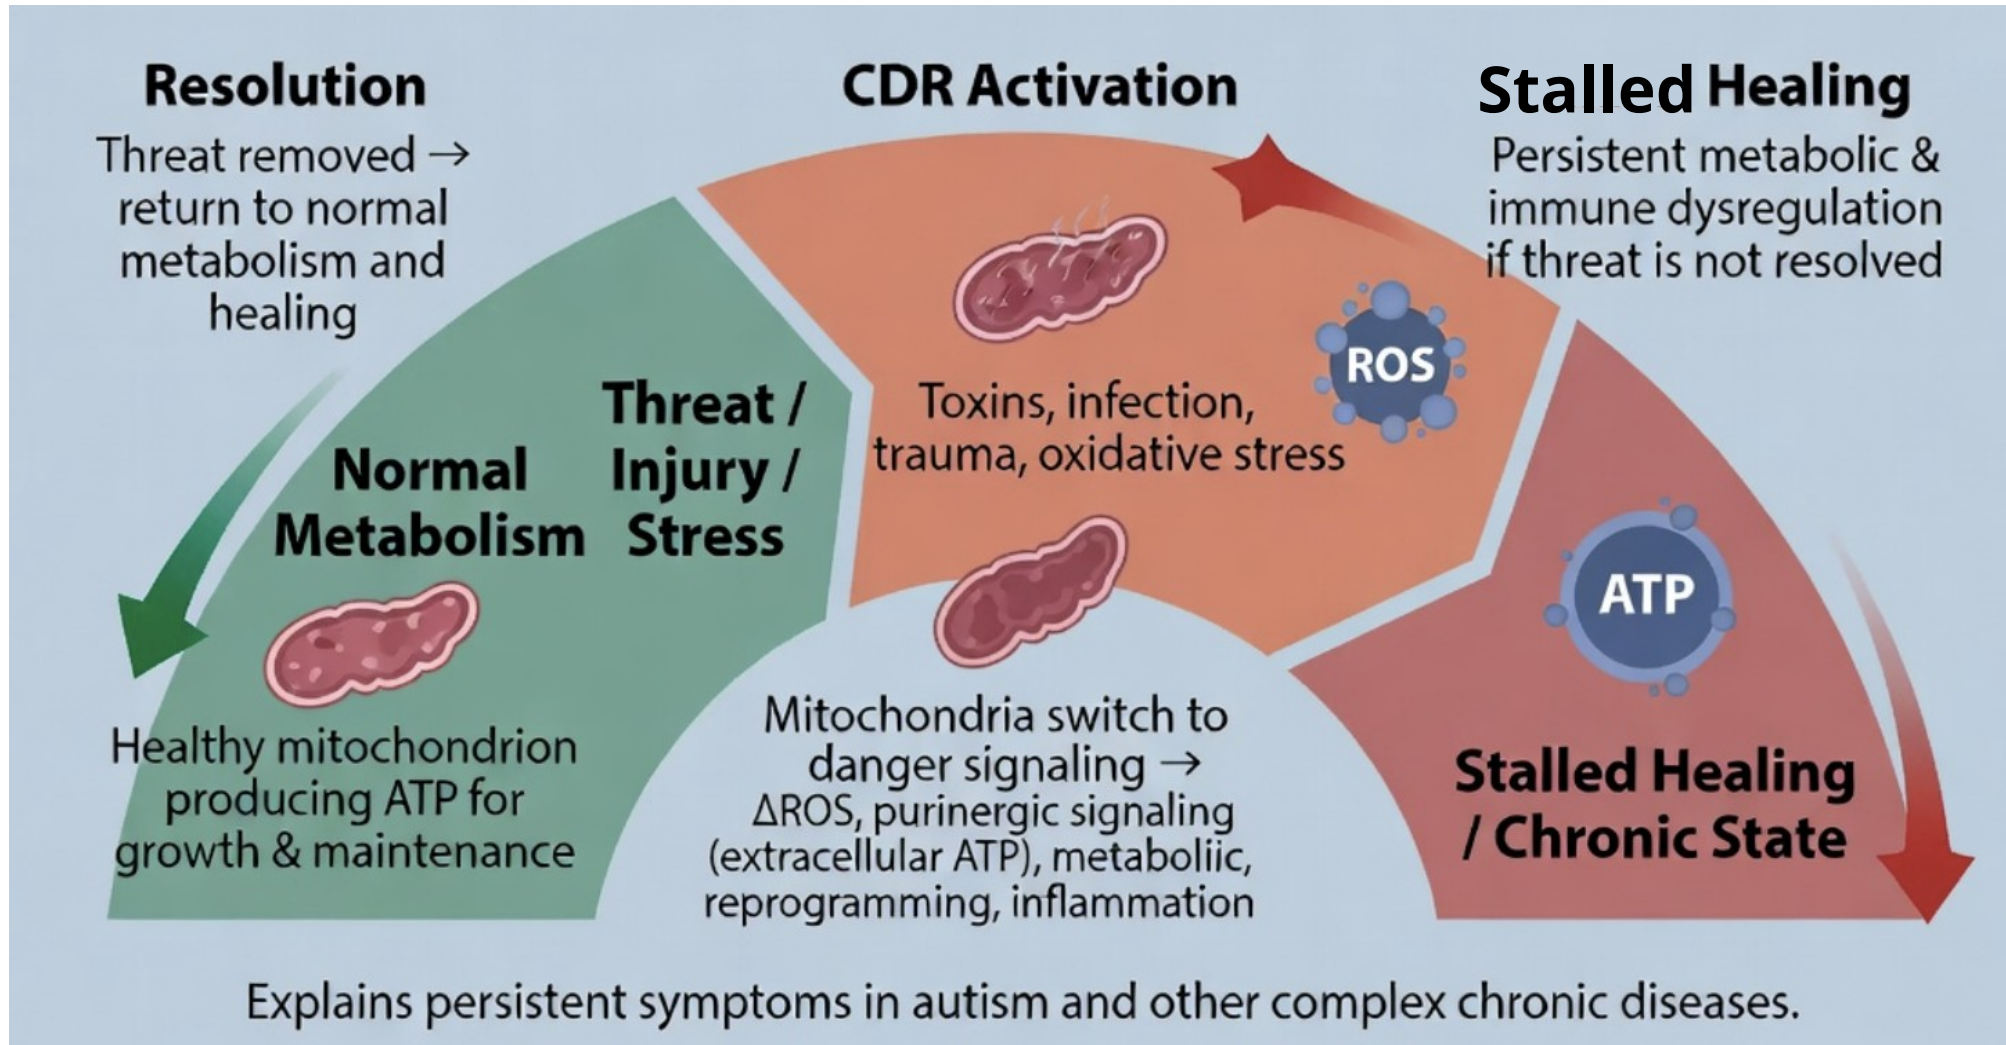 Resolution
Threat removed →
return to normal
metabolism and
healing
CDR Activation
Stalled Healing
Persistent metabolic &
immune dysregulation
if threat is not resolved
Normal
Metabolism
Threat /
Injury /
Stress
Healthy mitochondrion
producing ATP for
growth & maintenance
Toxins, infection,
trauma, oxidative stress
ROS
Mitochondria switch to
danger signaling →
ΔROS, purinergic signaling
(extracellular ATP), metaboliic,
reprogramming, inflammation
ATP
Stalled Healing
/ Chronic State
Explains persistent symptoms in autism and other complex chronic diseases.